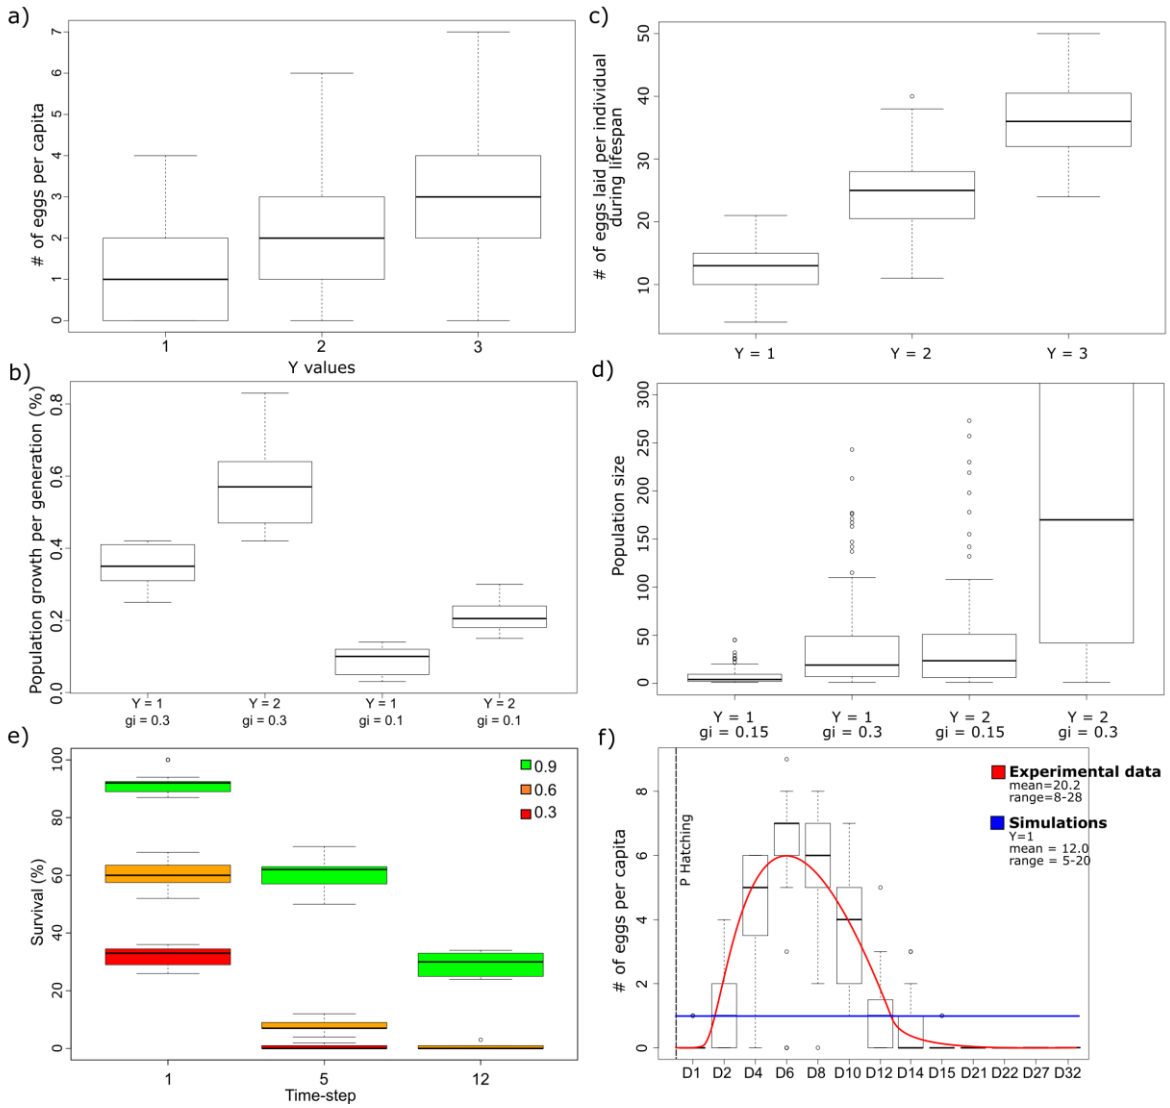 a)
# of eggs per capita
7
6
5
4
3
2
1
0
1 2 3
Y values
c)
# of eggs laid per individual
during lifespan
50
40
30
20
10
Y = 1 Y = 2 Y = 3
b)
Population growth per generation (%)
0.8
0.6
0.4
0.2
0.0
Y = 1 Y = 2 Y = 1 Y = 2
gi = 0.3 gi = 0.3 gi = 0.1 gi = 0.1
d)
Population size
300
250
200
150
100
50
0
Y = 1 Y = 1 Y = 2 Y = 2
gi = 0.15 gi = 0.3 gi = 0.15 gi = 0.3
e)
Survival (%)
100
80
60
40
20
0
0.9
0.6
0.3
1 5 12
Time-step
f)
# of eggs per capita
8
6
4
2
0
P Hatching
Experimental data
mean=20.2
range=8-28
Simulations
Y=1
mean = 12.0
range = 5-20
D1 D2 D4 D6 D8 D10 D12 D14 D15 D21 D22 D27 D32